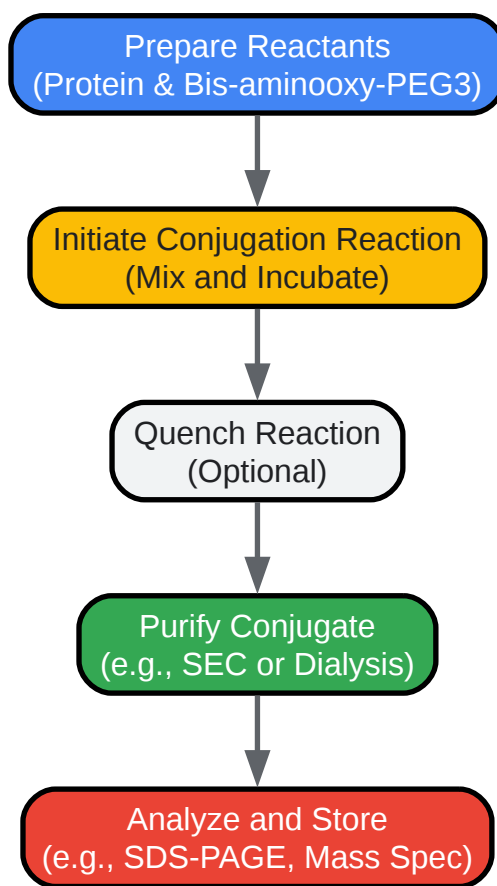 Prepare Reactants
(Protein & Bis-aminooxy-PEG3)
Initiate Conjugation Reaction
(Mix and Incubate)
Quench Reaction
(Optional)
Purify Conjugate
(e.g., SEC or Dialysis)
Analyze and Store
(e.g., SDS-PAGE, Mass Spec)